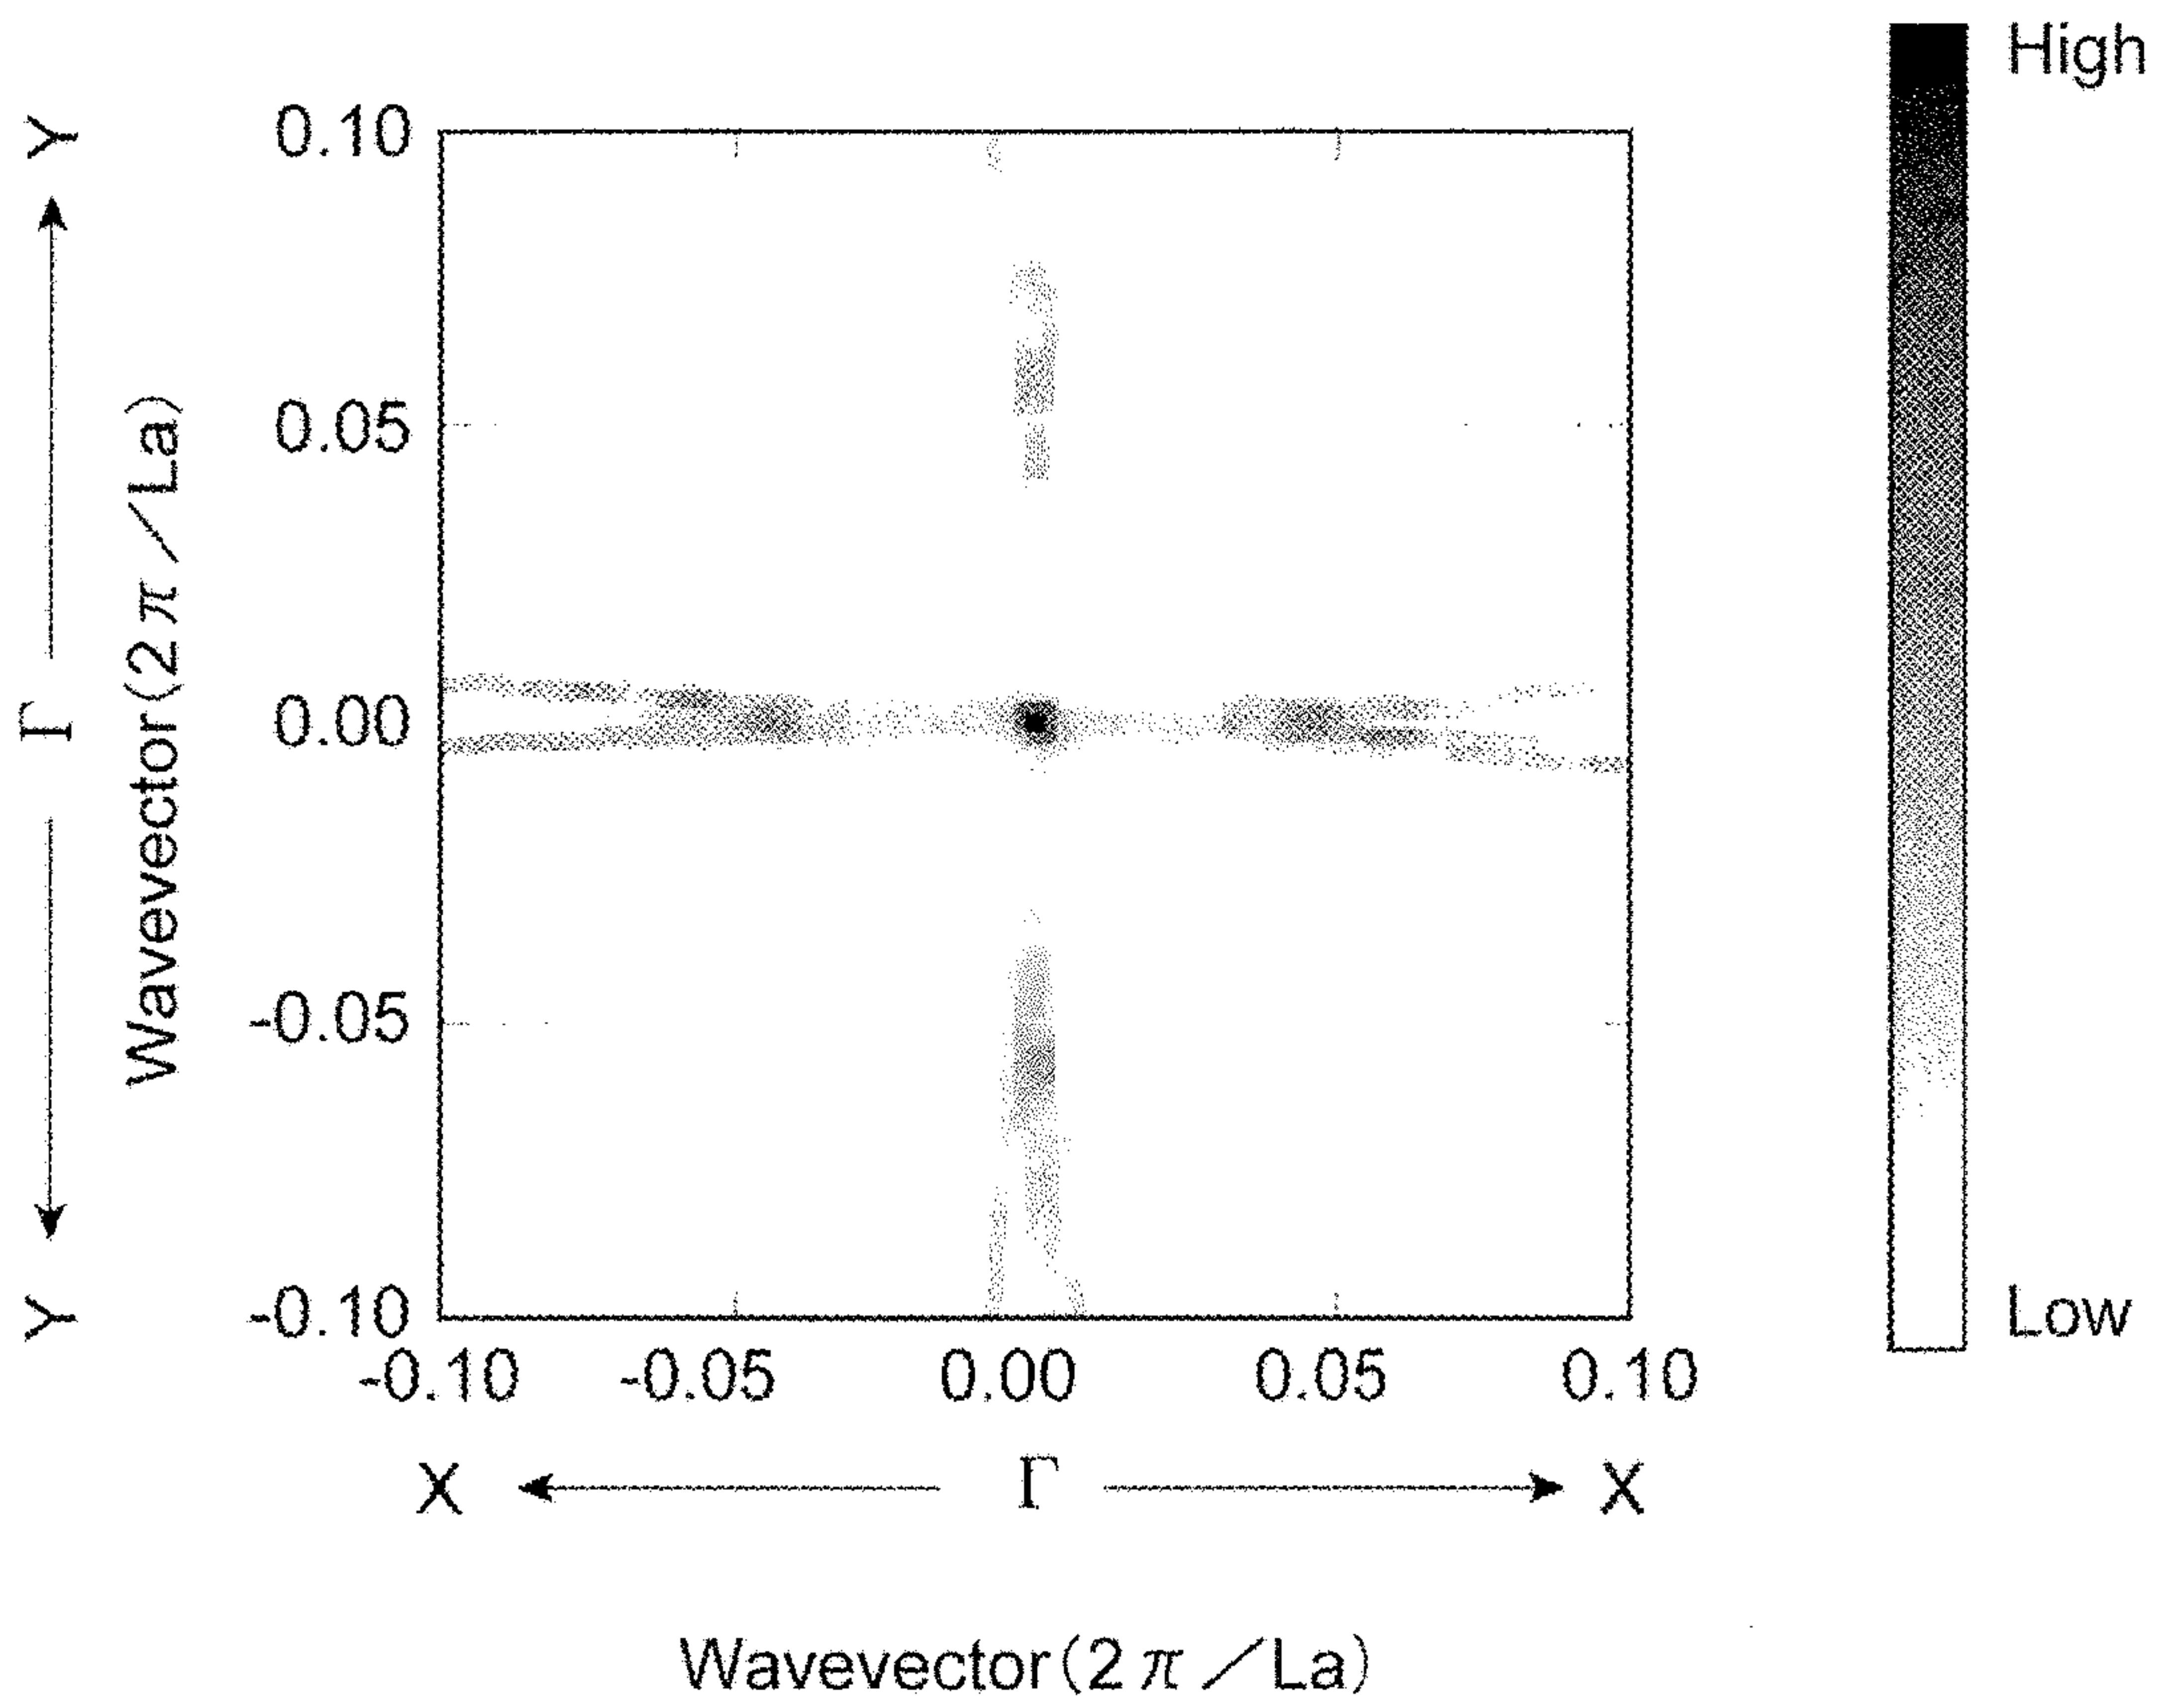 High
Y
0.10
0.05
0.00
-0.05
-0.10
Γ
Y
Wavevector(2π/La)
Low
-0.10 -0.05 0.00 0.05 0.10
X Γ X
Wavevector(2π/La)